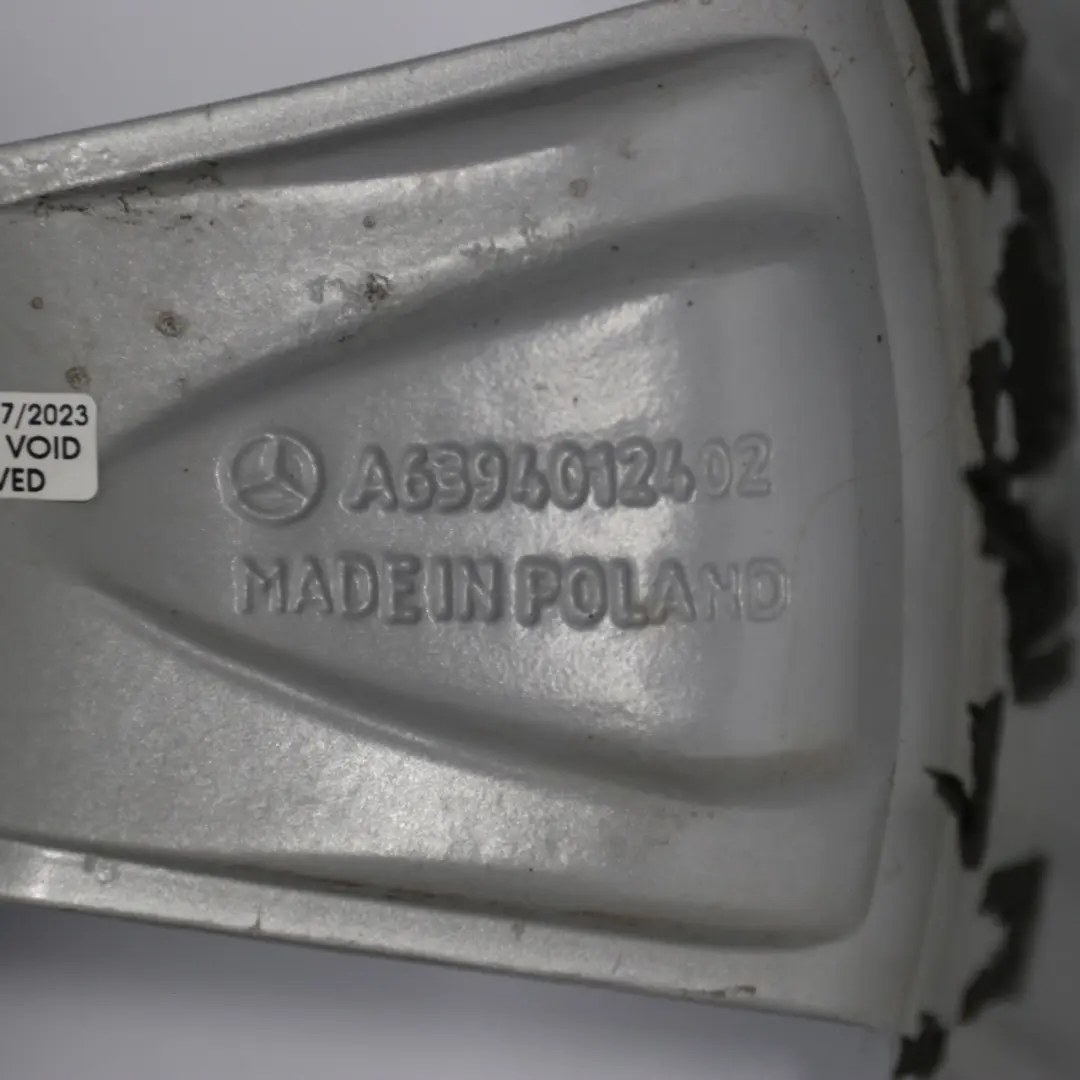 7/2023
VOID
VED
A6394012402
MADE IN POLAND